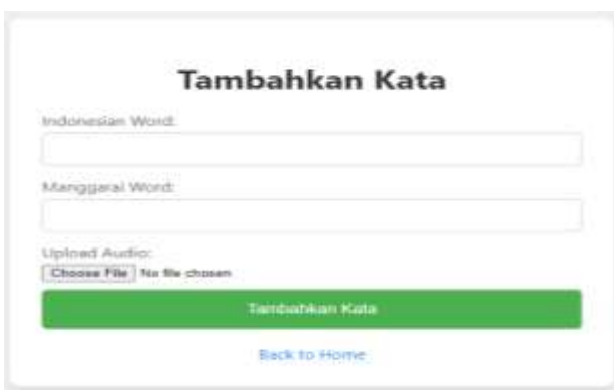 Tambahkan Kata
Indonesian Word:
Manggarai Word:
Upload Audio:
Choose File No file chosen
Tambahkan Kata
Back to Home